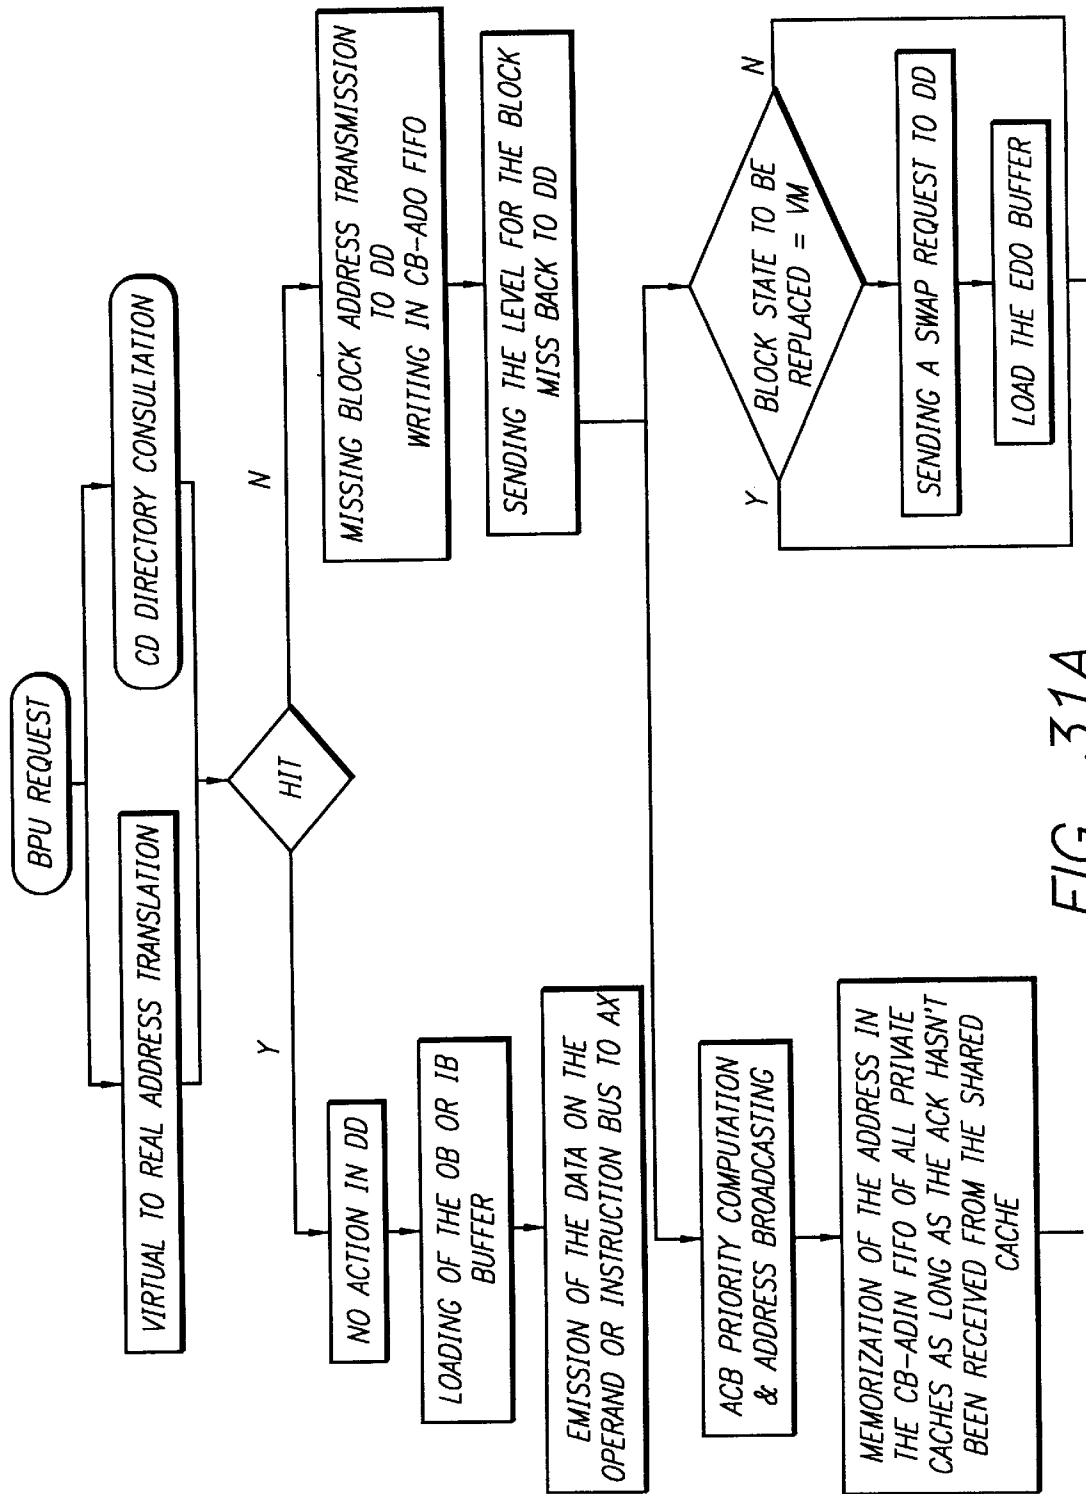 BPU REQUEST
VIRTUAL TO REAL ADDRESS TRANSLATION
CD DIRECTORY CONSULTATION
HIT
Y
N
NO ACTION IN DD
LOADING OF THE OB OR IB
BUFFER
EMISSION OF THE DATA ON THE
OPERAND OR INSTRUCTION BUS TO AX
MISSING BLOCK ADDRESS TRANSMISSION
TO DD
WRITING IN CB-ADO FIFO
SENDING THE LEVEL FOR THE BLOCK
MISS BACK TO DD
ACB PRIORITY COMPUTATION
& ADDRESS BROADCASTING
MEMORIZATION OF THE ADDRESS IN
THE CB-ADIN FIFO OF ALL PRIVATE
CACHES AS LONG AS THE ACK HASN'T
BEEN RECEIVED FROM THE SHARED
CACHE
Y
BLOCK STATE TO BE
REPLACED = VM
N
SENDING A SWAP REQUEST TO DD
LOAD THE EDO BUFFER
FIG. 31A